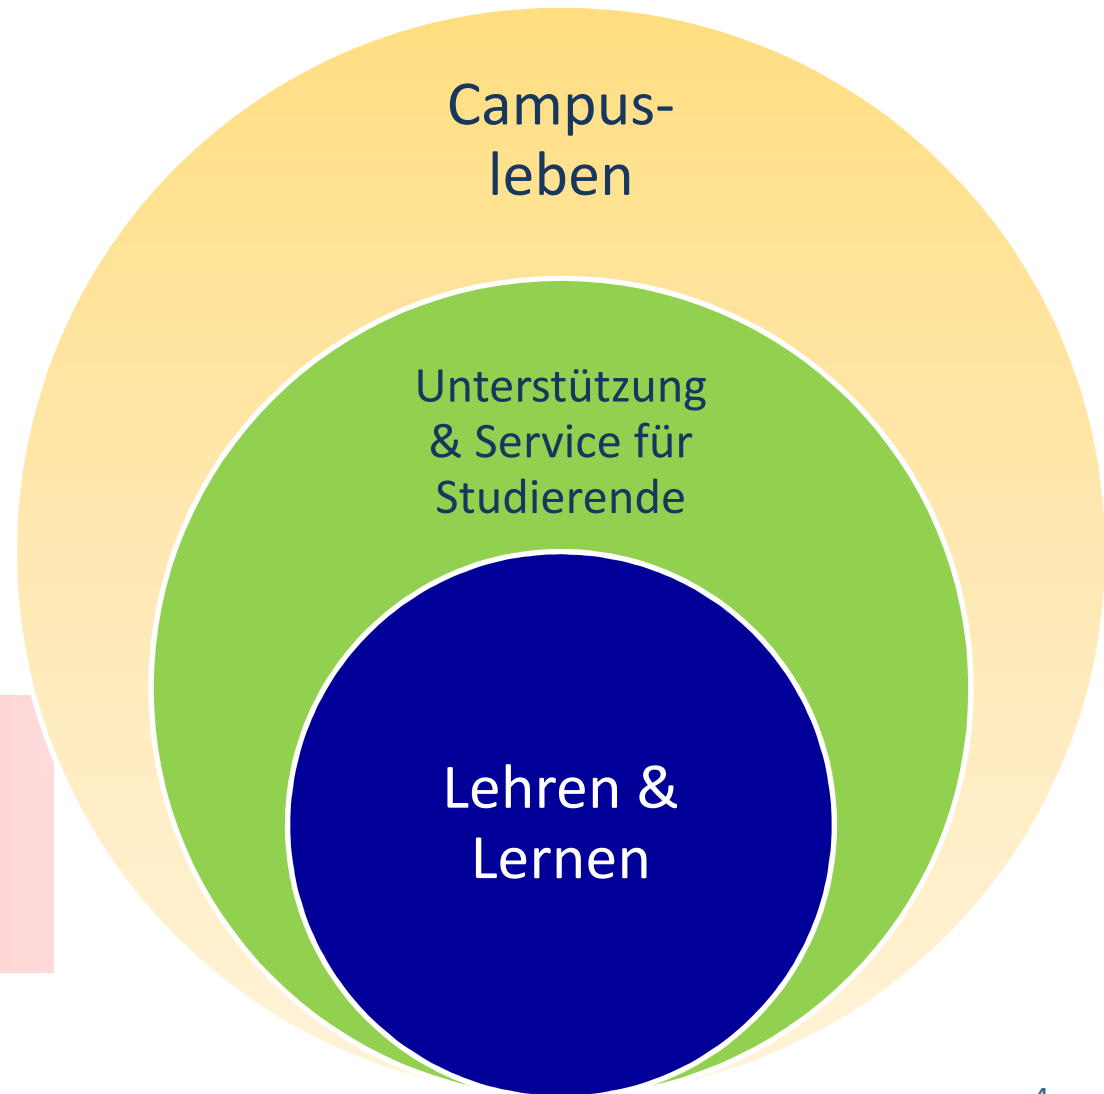 Campus-
leben
Unterstützung
& Service für
Studierende
Lehren &
Lernen